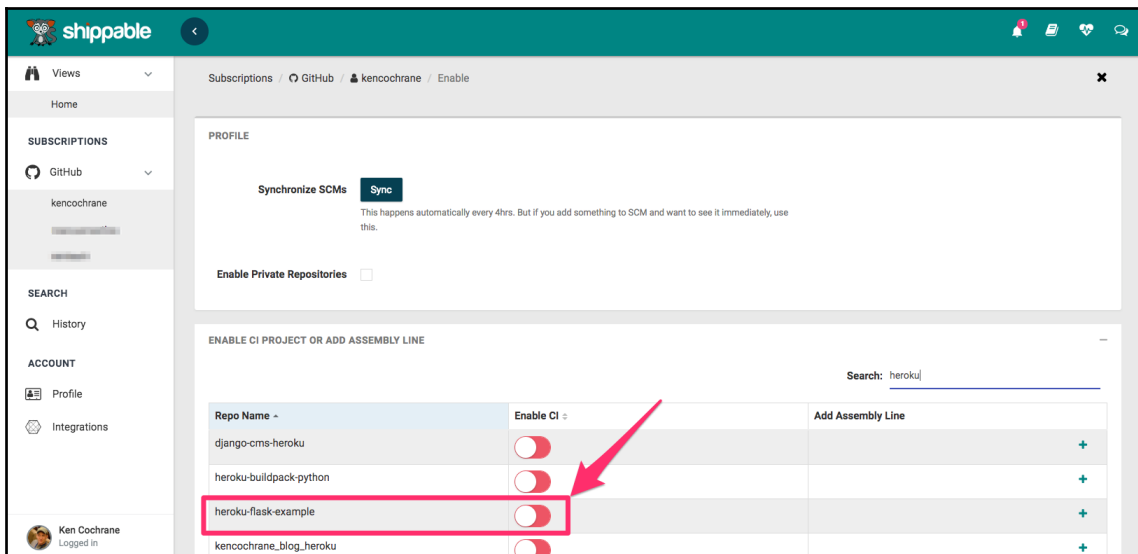 shippable
1
Views
Home
SUBSCRIPTIONS
GitHub
kencochrane
SEARCH
History
ACCOUNT
Profile
Integrations
Ken Cochrane
Logged in
Subscriptions / GitHub / kencochrane / Enable
PROFILE
Synchronize SCMs Sync
This happens automatically every 4hrs. But if you add something to SCM and want to see it immediately, use
this.
Enable Private Repositories
ENABLE CI PROJECT OR ADD ASSEMBLY LINE
Search: heroku
Repo Name Enable CI Add Assembly Line
django-cms-heroku
heroku-buildpack-python
heroku-flask-example
kencochrane_blog_heroku